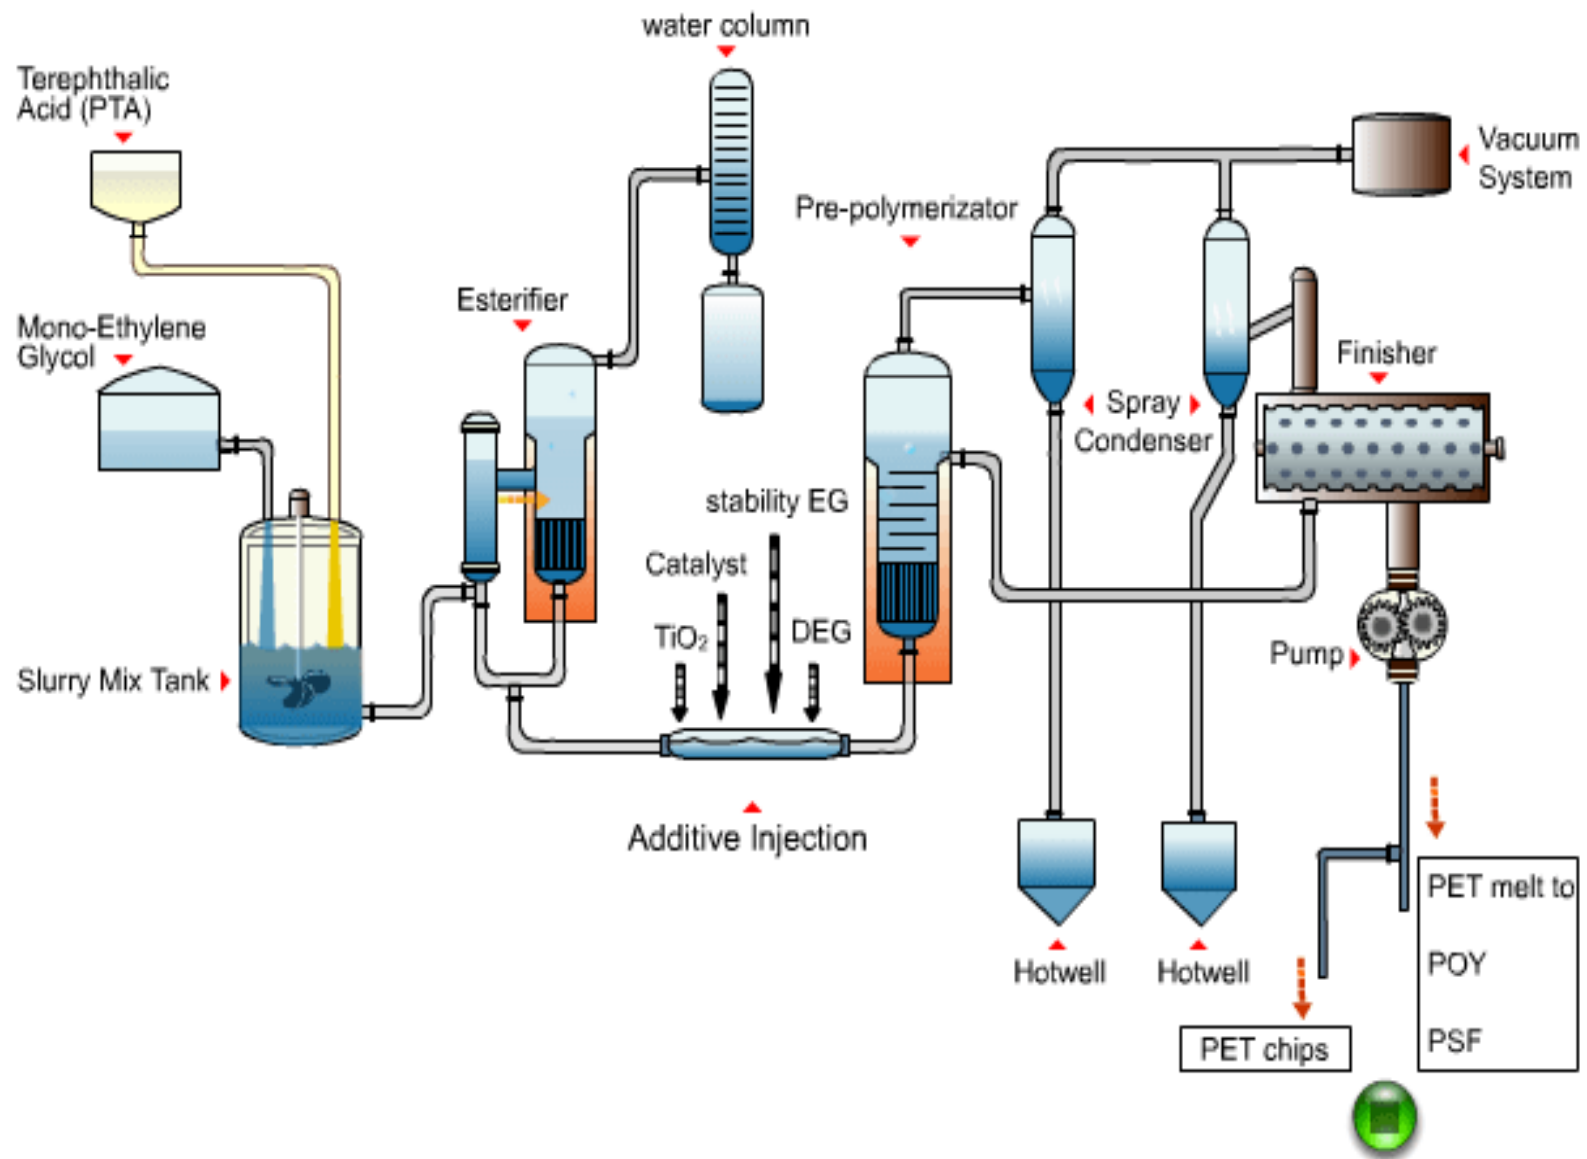 water column
Terephthalic
Acid (PTA)
Vacuum
System
Pre-polymerizator
Esterifier
Mono-Ethylene
Glycol
Finisher
Spray
Condenser
stability EG
Catalyst
TiO₂
DEG
Pump
Slurry Mix Tank
Additive Injection
PET melt to
POY
PSF
Hotwell
Hotwell
PET chips